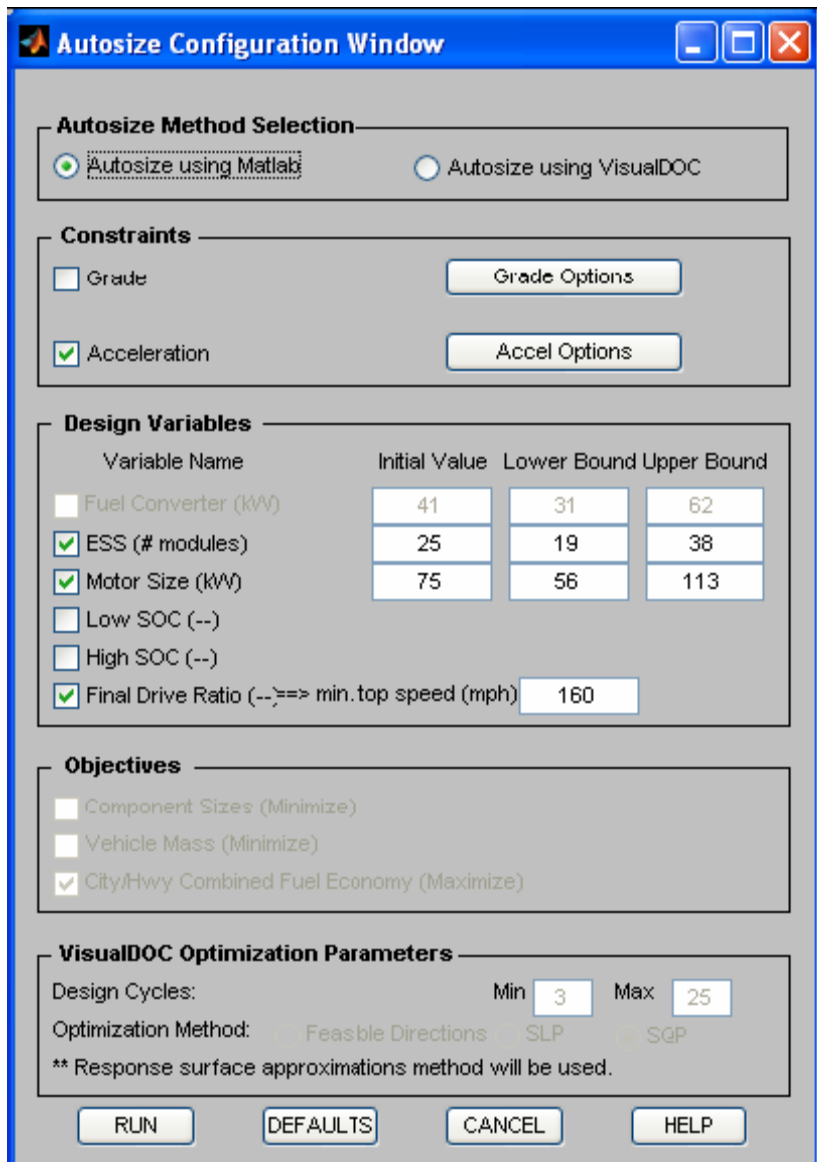 Autosize Configuration Window
Autosize Method Selection
Autosize using Matlab Autosize using VisualDOC
Constraints
Grade Grade Options
Acceleration Accel Options
Design Variables
Variable Name Initial Value Lower Bound Upper Bound
Fuel Converter (kW) 41 31 62
ESS (# modules) 25 19 38
Motor Size (kW) 75 56 113
Low SOC (--)
High SOC (--)
Final Drive Ratio (--)==> min.top speed (mph) 160
Objectives
Component Sizes (Minimize)
Vehicle Mass (Minimize)
City/Hwy Combined Fuel Economy (Maximize)
VisualDOC Optimization Parameters
Design Cycles: Min 3 Max 25
Optimization Method: Feasble Directions SLP SQP
** Response surface approximations method will be used.
RUN DEFAULTS CANCEL HELP